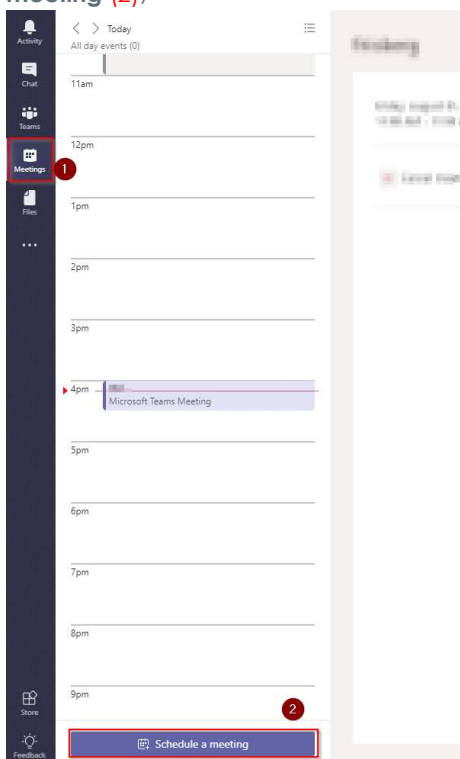 meeting (2),
Activity
Chat
Teams
Meetings
Files
...
Store
Feedback
Today
All day events (0)
11am
12pm
1
1pm
2pm
3pm
4pm
Microsoft Teams Meeting
5pm
6pm
7pm
8pm
9pm
2
Schedule a meeting